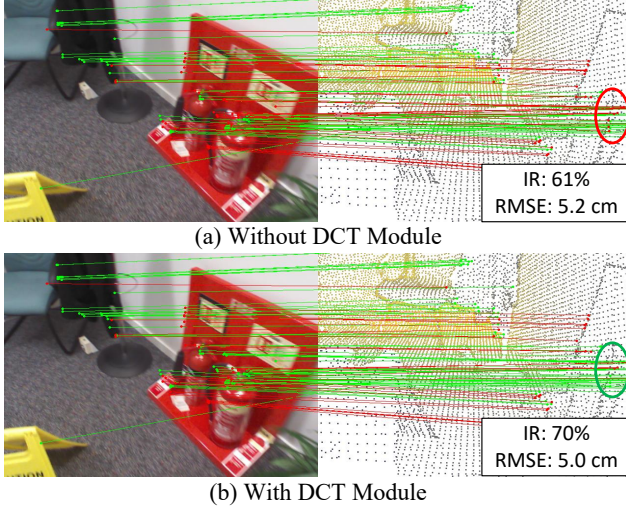 IR: 61%
RMSE: 5.2 cm
(a) Without DCT Module
IR: 70%
RMSE: 5.0 cm
(b) With DCT Module